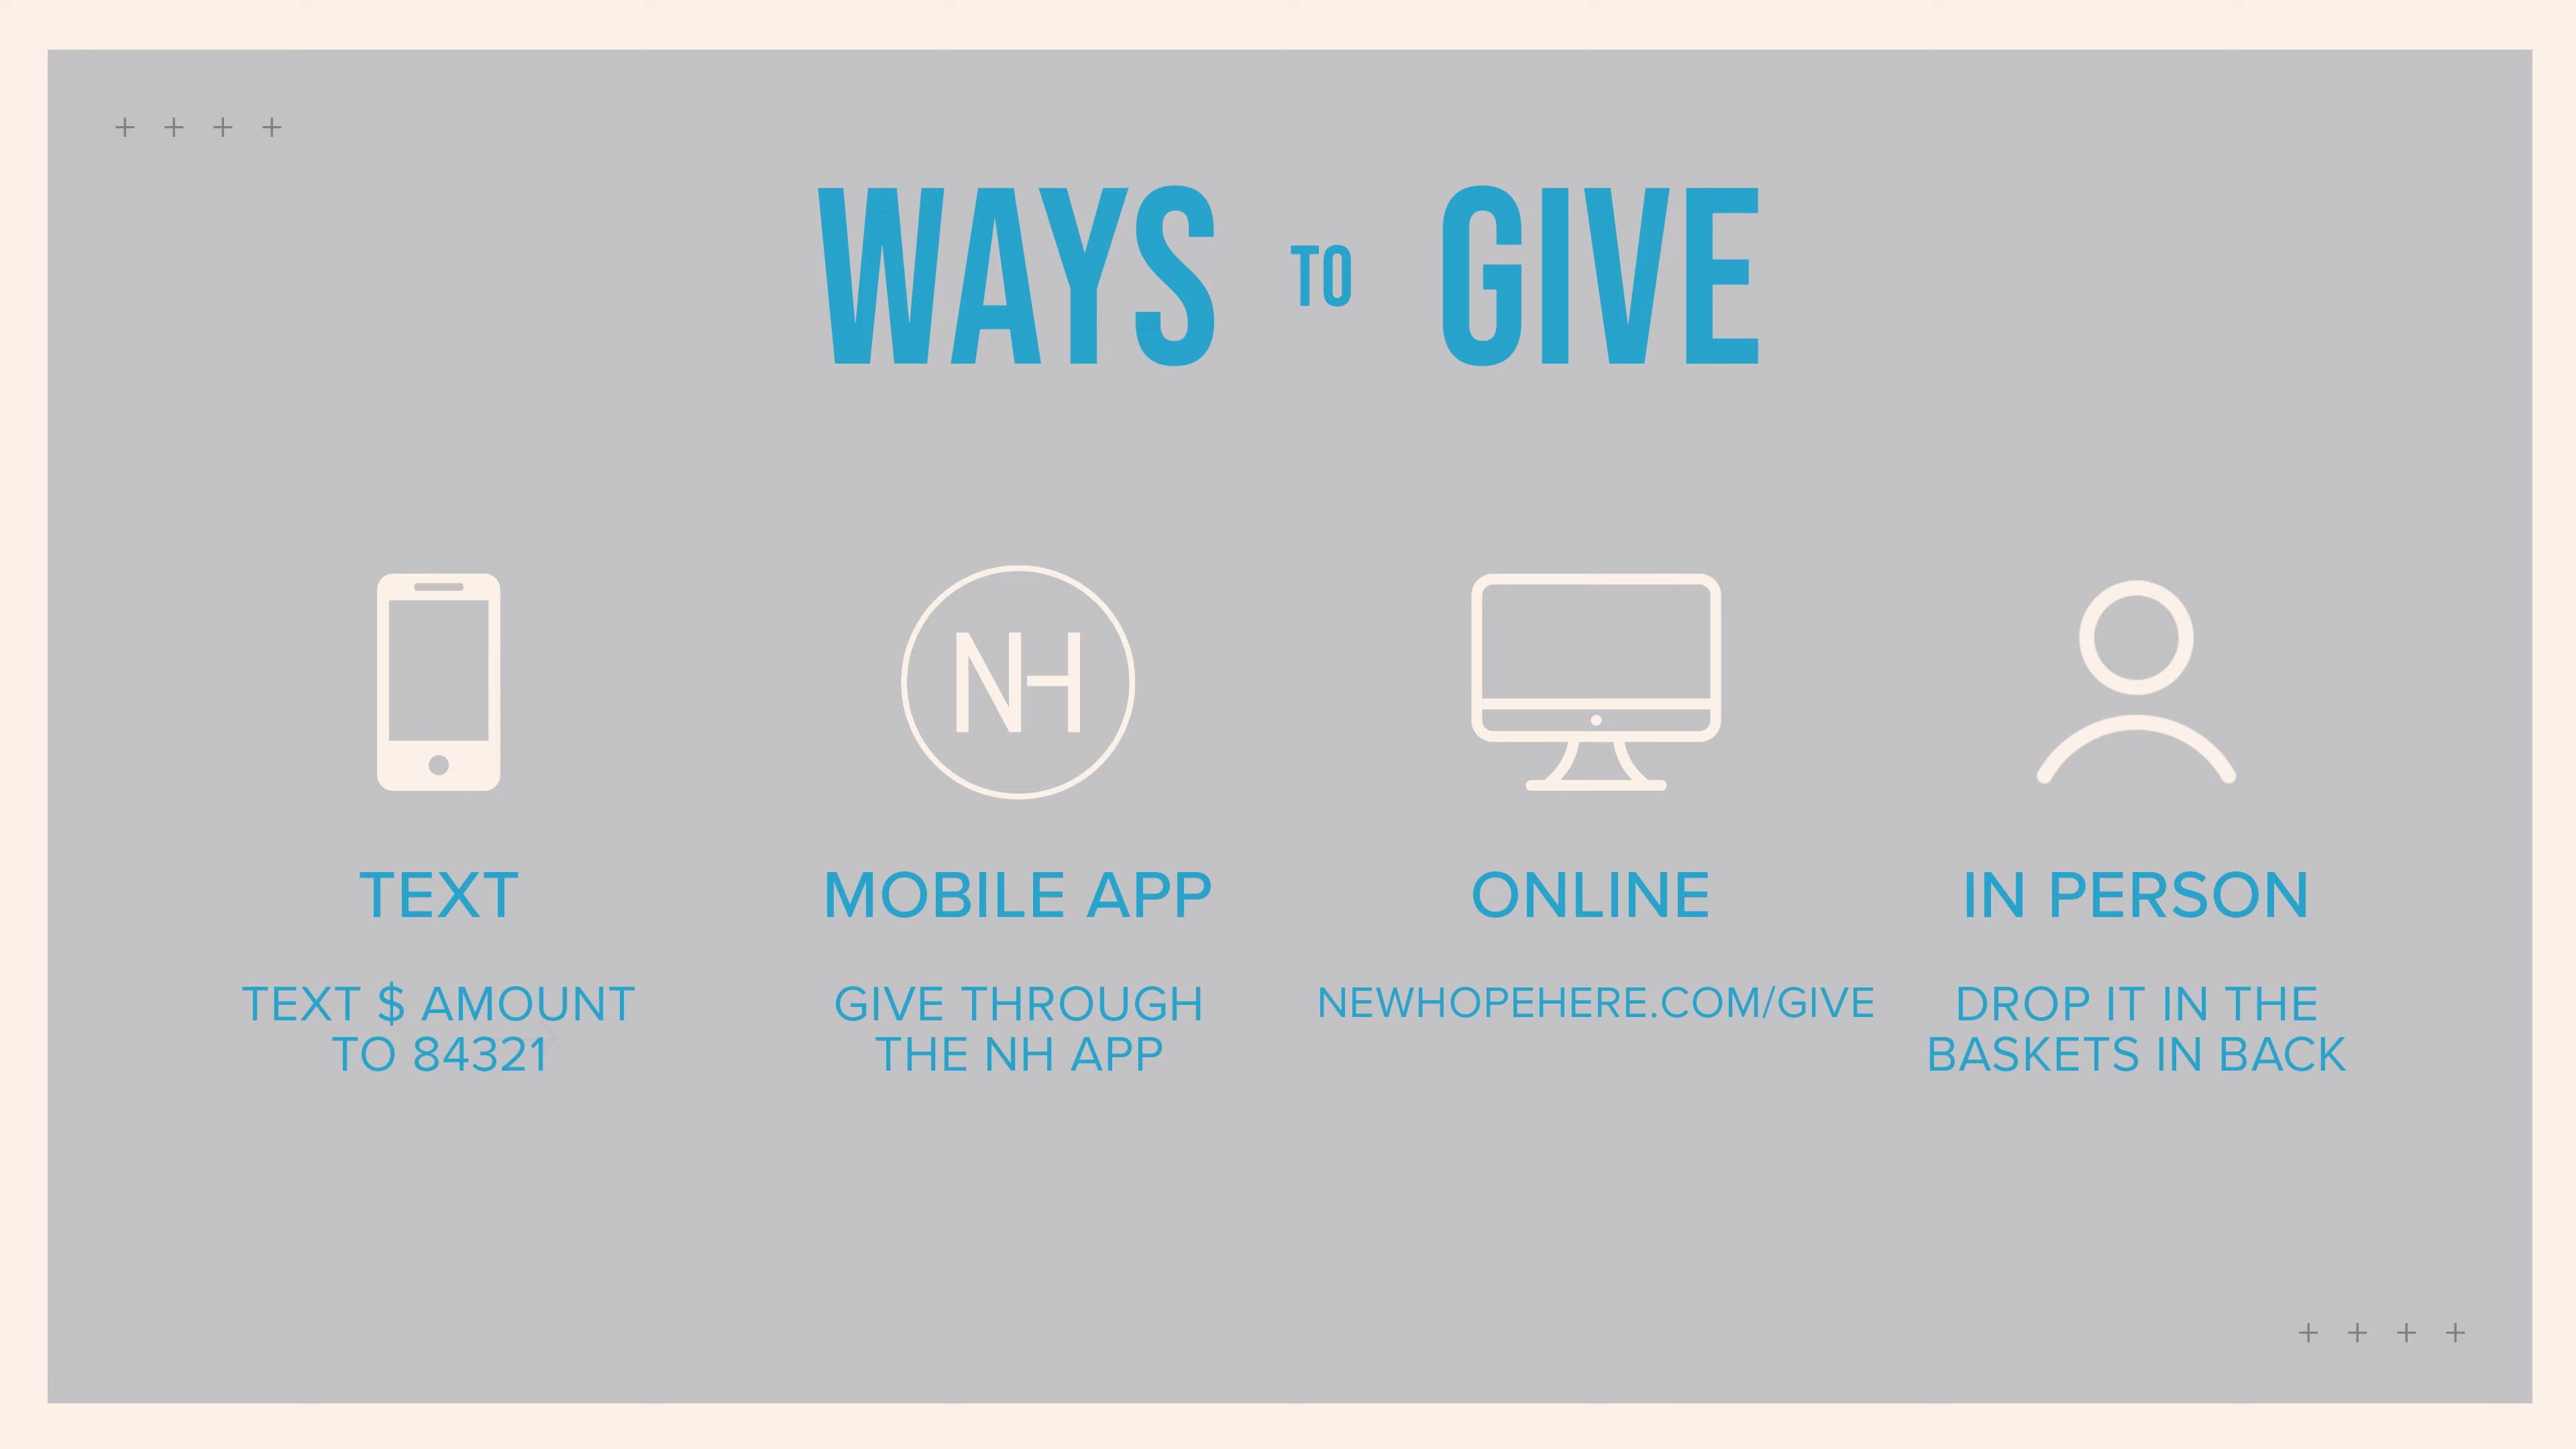 WAYS TO GIVE
NH
TEXT
TEXT $ AMOUNT
TO 84321
MOBILE APP
GIVE THROUGH
THE NH APP
ONLINE
NEWHOPEHERE.COM/GIVE
IN PERSON
DROP IT IN THE
BASKETS IN BACK